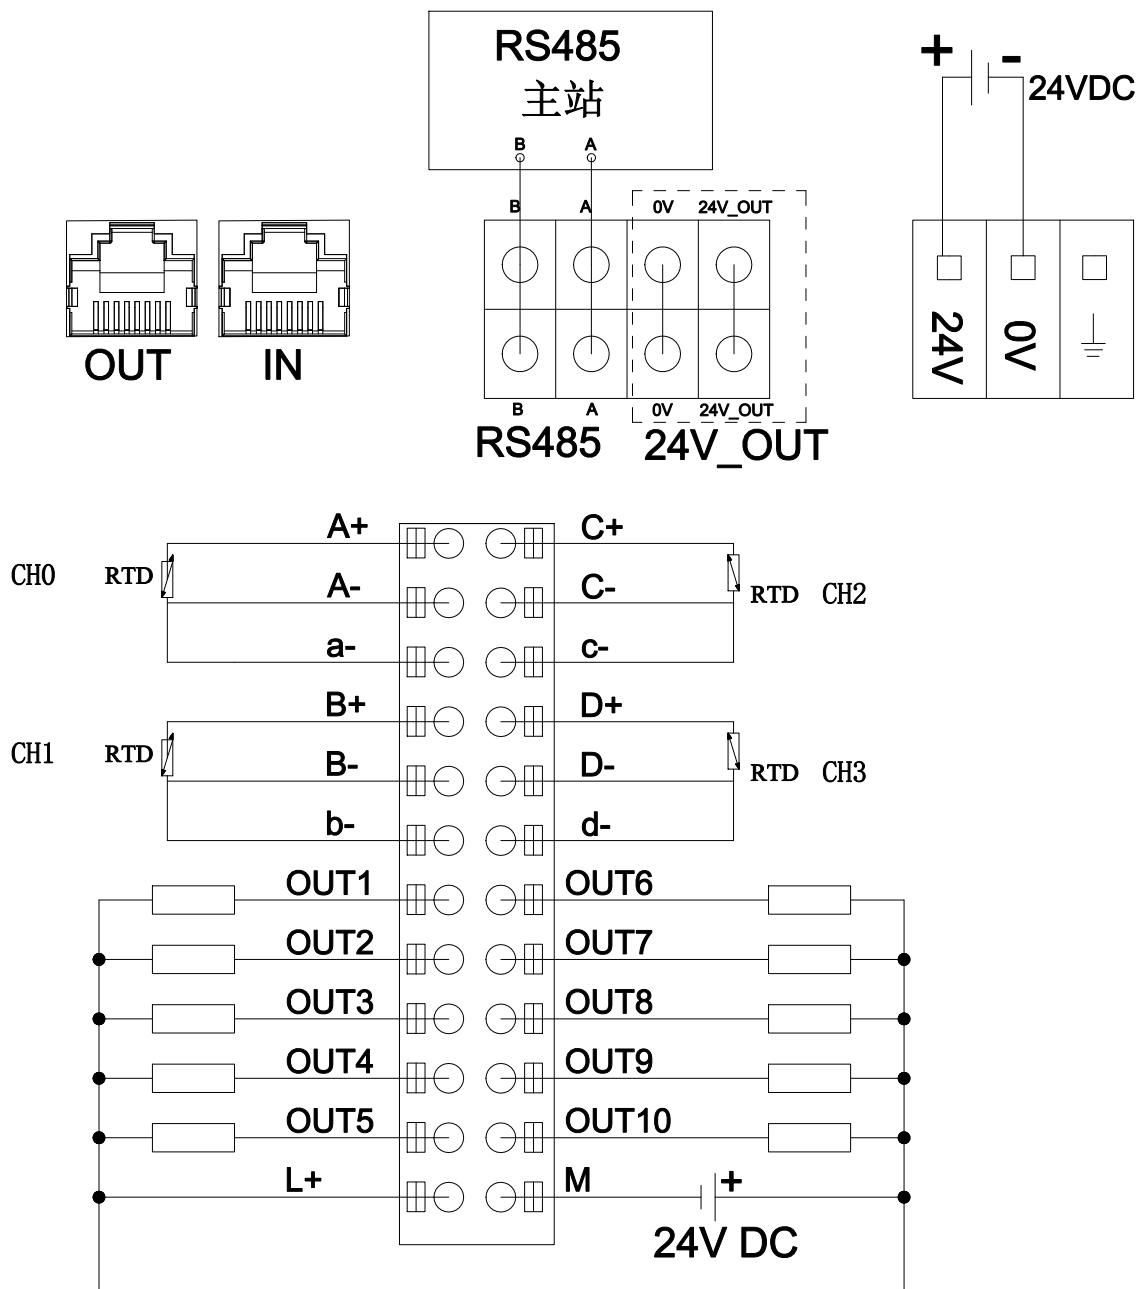 RS485
主站
B A
+ -
24VDC
B A 0V 24V_OUT
OUT IN
24V 0V
B A 0V 24V_OUT
RS485 24V_OUT
A+ C+
CH0 RTD A- C- RTD CH2
a- c-
B+ D+
CH1 RTD B- D- RTD CH3
b- d-
OUT1 OUT6
OUT2 OUT7
OUT3 OUT8
OUT4 OUT9
OUT5 OUT10
L+ M +
24V DC